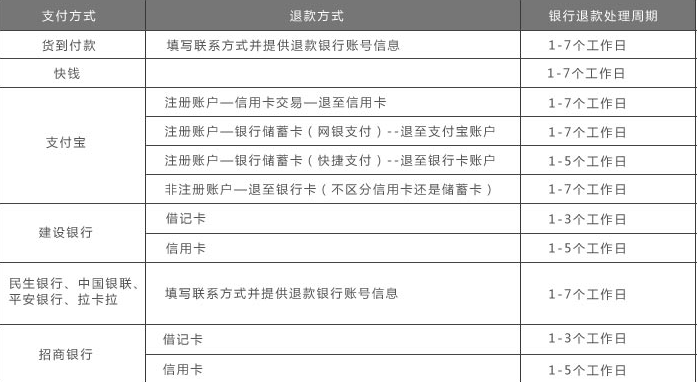 支付方式 退款方式 银行退款处理周期
货到付款 填写联系方式并提供退款银行账号信息 1-7个工作日
快钱 1-7个工作日
注册账户—信用卡交易—退至信用卡 1-7个工作日
注册账户—银行储蓄卡（网银支付）--退至支付宝账户 1-7个工作日
支付宝
注册账户—银行储蓄卡（快捷支付）--退至银行卡账户 1-5个工作日
非注册账户—退至银行卡（不区分信用卡还是储蓄卡） 1-7个工作日
建设银行
借记卡 1-3个工作日
信用卡 1-5个工作日
民生银行、中国银联、
平安银行、拉卡拉
填写联系方式并提供退款银行账号信息 1-7个工作日
招商银行
借记卡 1-3个工作日
信用卡 1-5个工作日